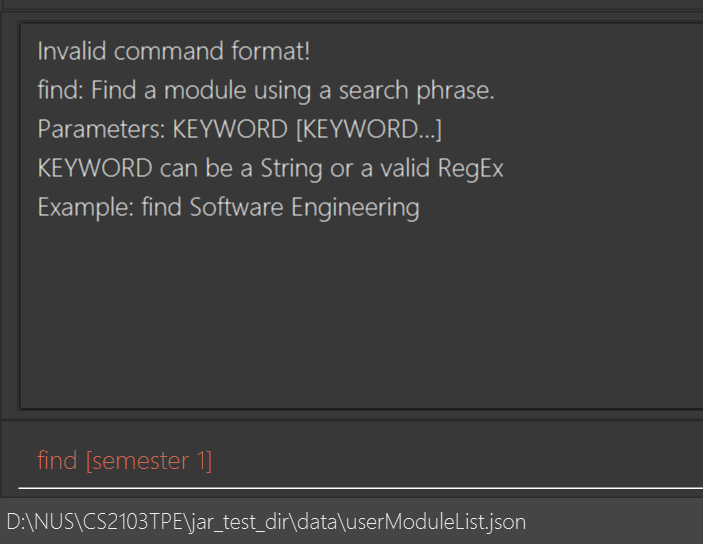 Invalid command format!
find: Find a module using a search phrase.
Parameters: KEYWORD [KEYWORD...]
KEYWORD can be a String or a valid RegEx
Example: find Software Engineering
find [semester 1]
D:\NUS\CS2103TPE\jar_test_dir\data\userModuleList.json